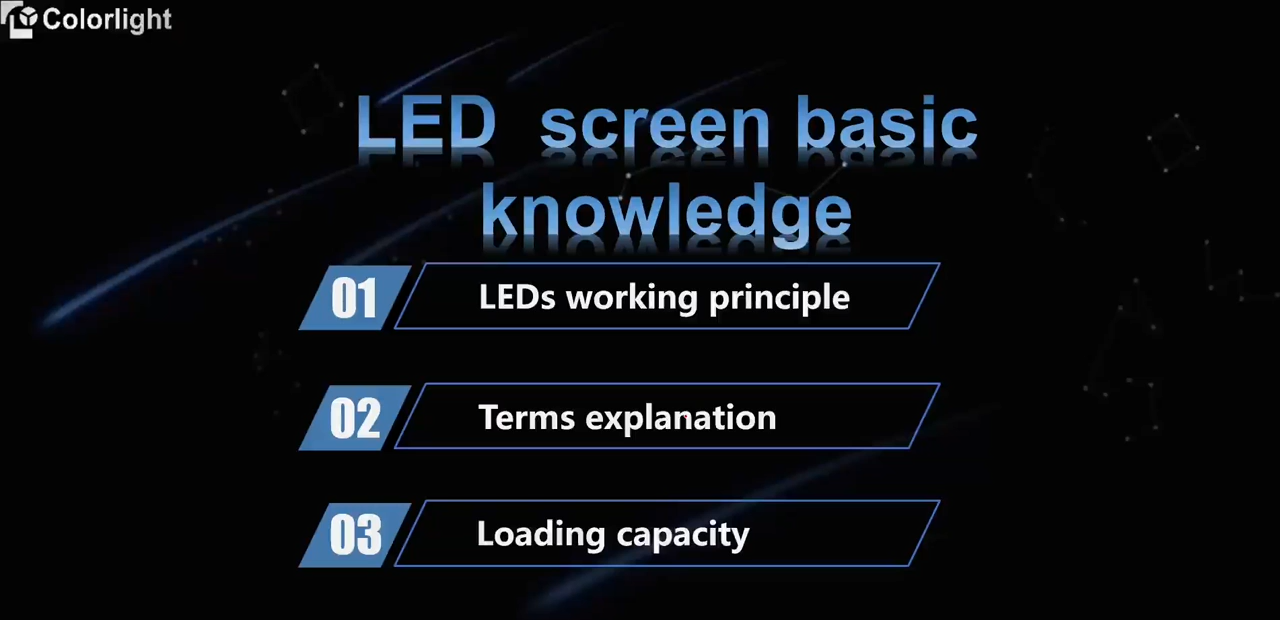 Colorlight
LED screen basic
knowledge
01 LEDs working principle
02 Terms explanation
03 Loading capacity